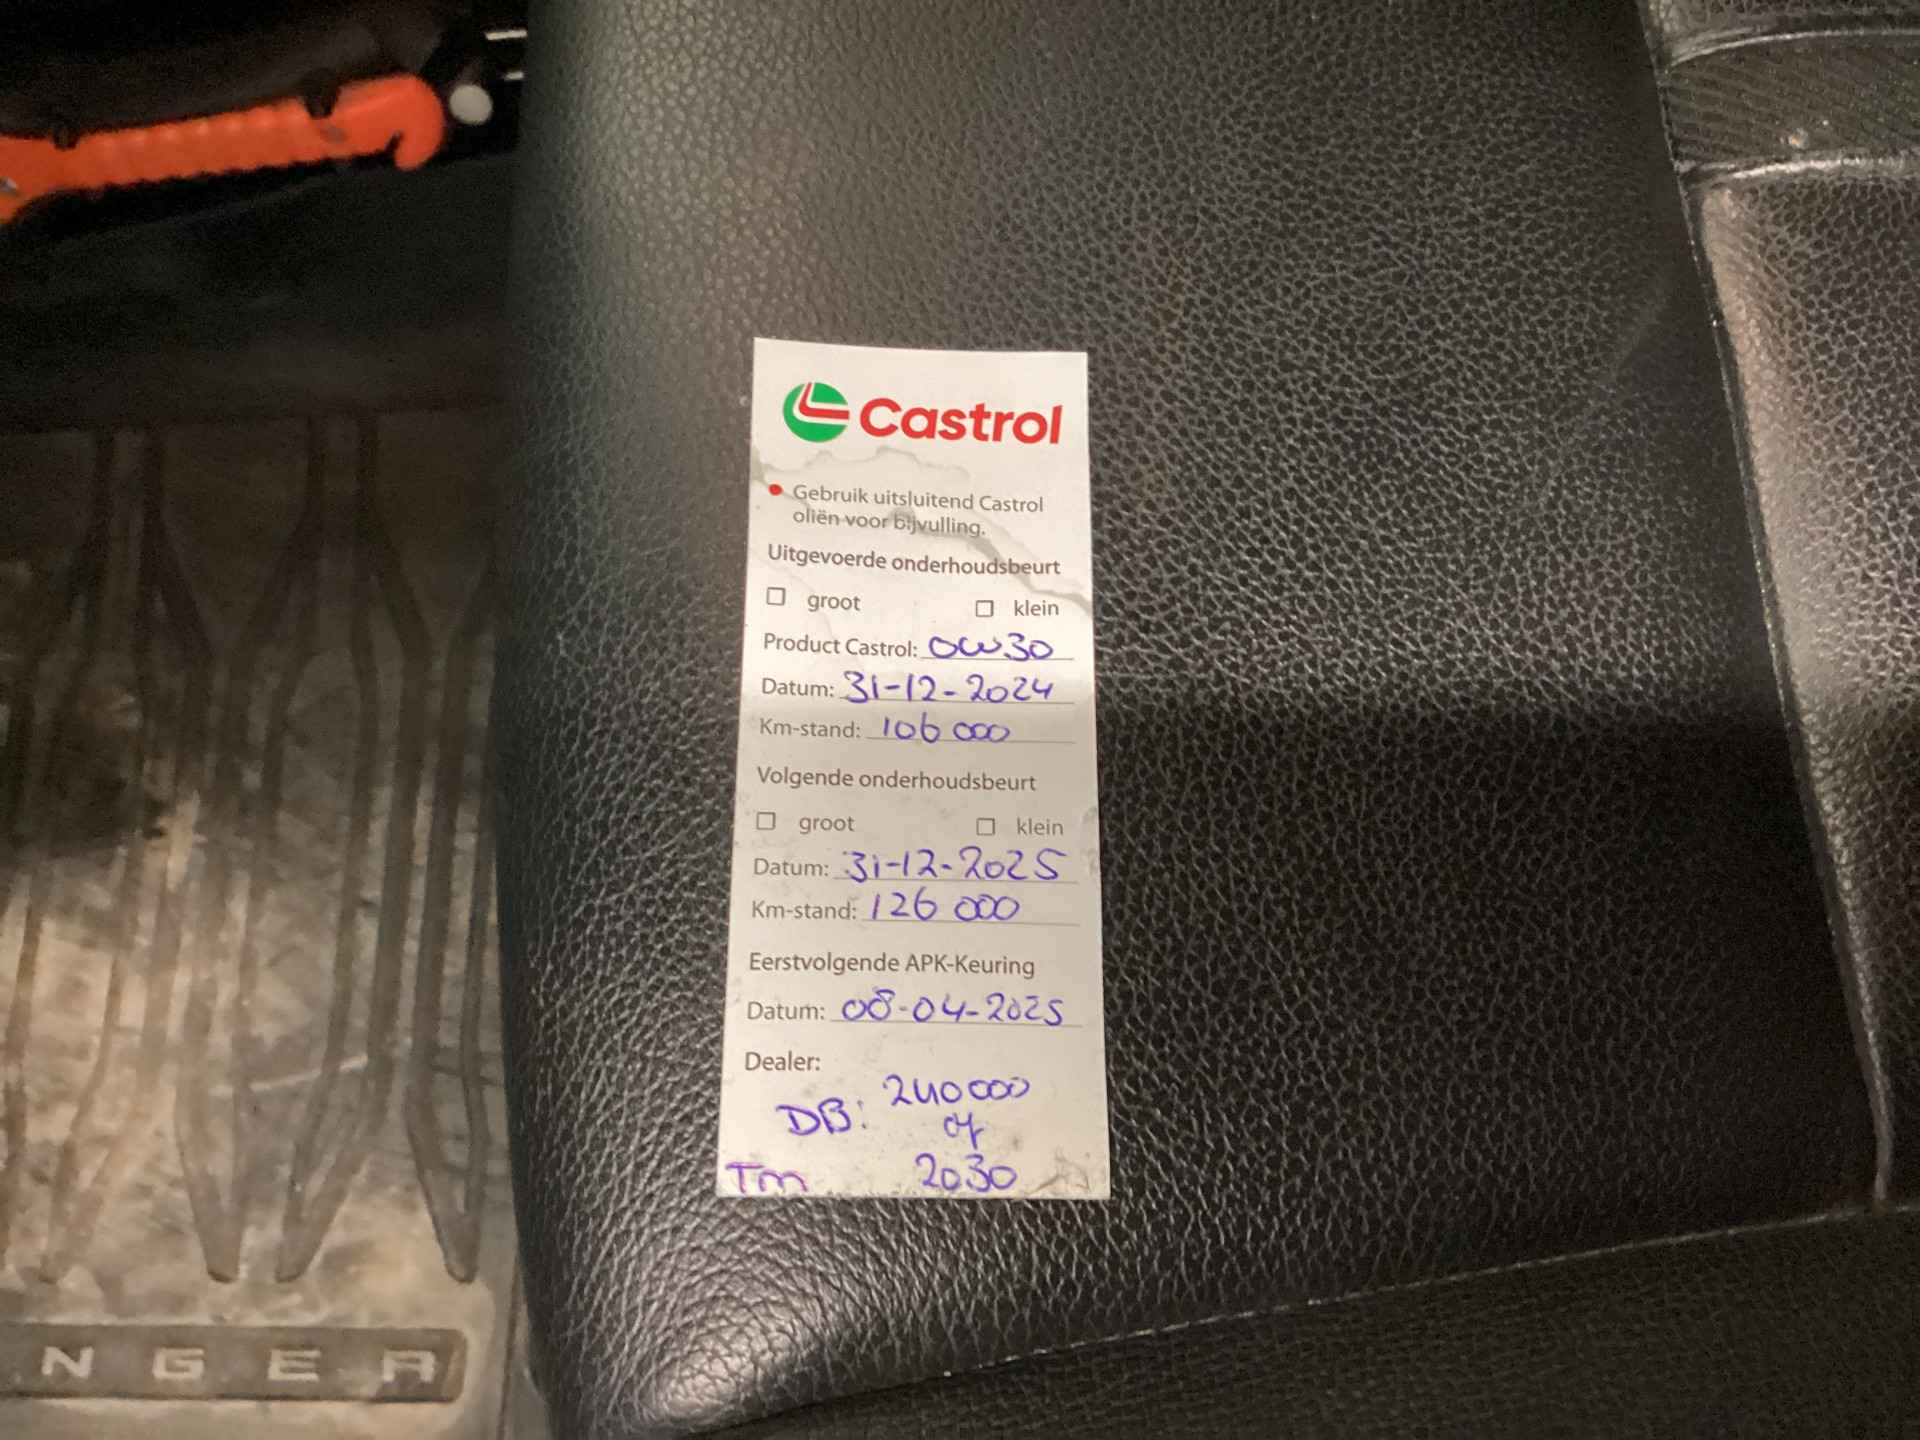 Castrol
Gebruik uitsluitend Castrol
oliën voor bijvulling.
Uitgevoerde onderhoudsbeurt
groot klein
Product Castrol: 0W30
Datum: 31-12-2024
Km-stand: 106 000
Volgende onderhoudsbeurt
groot klein
Datum: 31-12-2025
Km-stand: 126 000
Eerstvolgende APK-Keuring
Datum: 08-04-2025
Dealer:
DB: 240000
of
2030
Tm
NGER